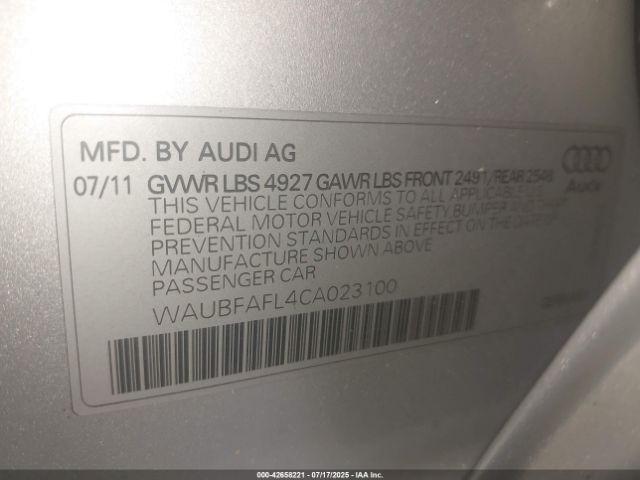 MFD. BY AUDI AG
07/11 GVWR LBS 4927 GAWR LBS FRONT 2491/REAR 2548
THIS VEHICLE CONFORMS TO ALL APPLICABLE U.S.
FEDERAL MOTOR VEHICLE SAFETY BUMPER AND THEFT
PREVENTION STANDARDS IN EFFECT ON THE DATE OF
MANUFACTURE SHOWN ABOVE
PASSENGER CAR
WAUBFAFL4CA023100
Audi
000-42658221 - 07/17/2025 - IAA, Inc.